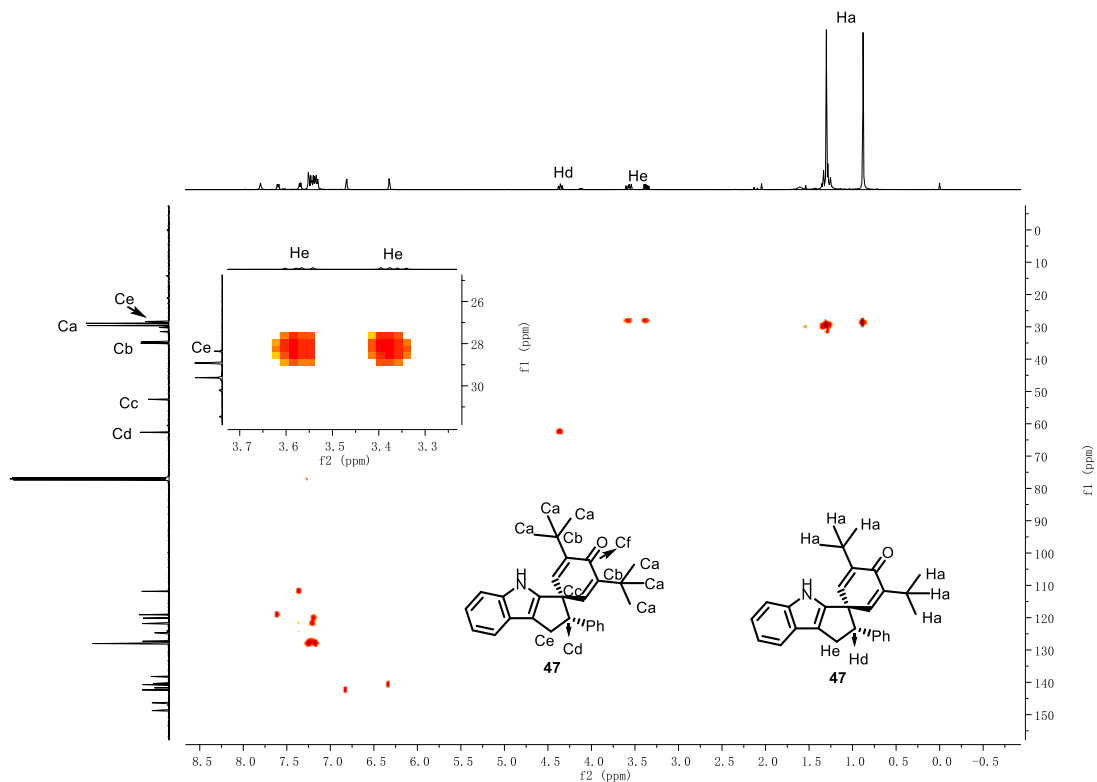 Ha
Hd
He
Ce
Ca
Cb
Cc
Cd
He
He
Ce
26
28
30
f1 (ppm)
3.7 3.6 3.5 3.4 3.3
f2 (ppm)
0
10
20
30
40
50
60
70
80
90
100
110
120
130
140
150
f1 (ppm)
Ca
Ca
Ca
Cb
O
Cf
Ca
Cb
Ca
Ca
H
N
Cc
Ph
Ce
Cd
47
Ha
Ha
Ha
O
Ha
Ha
Ha
H
N
Ph
He
Hd
47
8.5 8.0 7.5 7.0 6.5 6.0 5.5 5.0 4.5 4.0 3.5 3.0 2.5 2.0 1.5 1.0 0.5 0.0 -0.5
f2 (ppm)